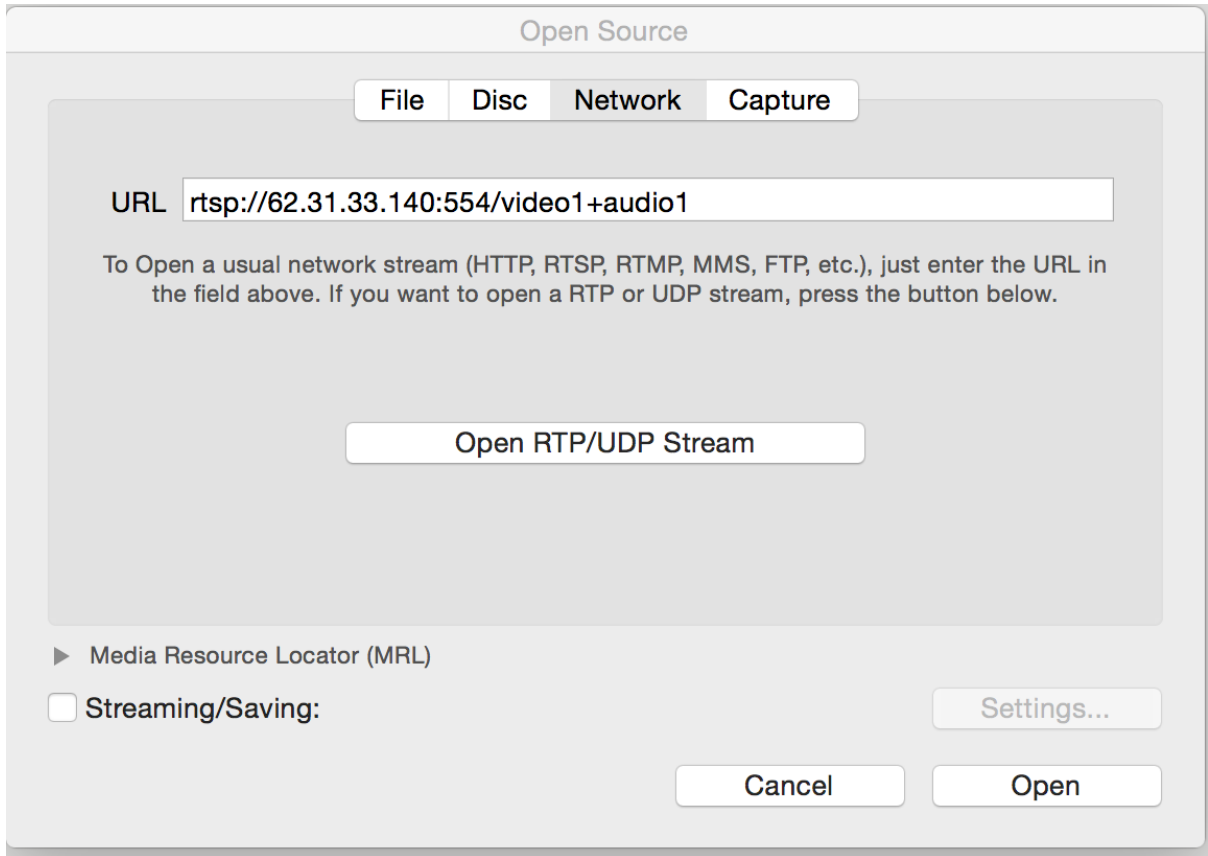 Open Source
File Disc Network Capture
URL rtsp://62.31.33.140:554/video1+audio1
To Open a usual network stream (HTTP, RTSP, RTMP, MMS, FTP, etc.), just enter the URL in
the field above. If you want to open a RTP or UDP stream, press the button below.
Open RTP/UDP Stream
Media Resource Locator (MRL)
Streaming/Saving: Settings...
Cancel Open